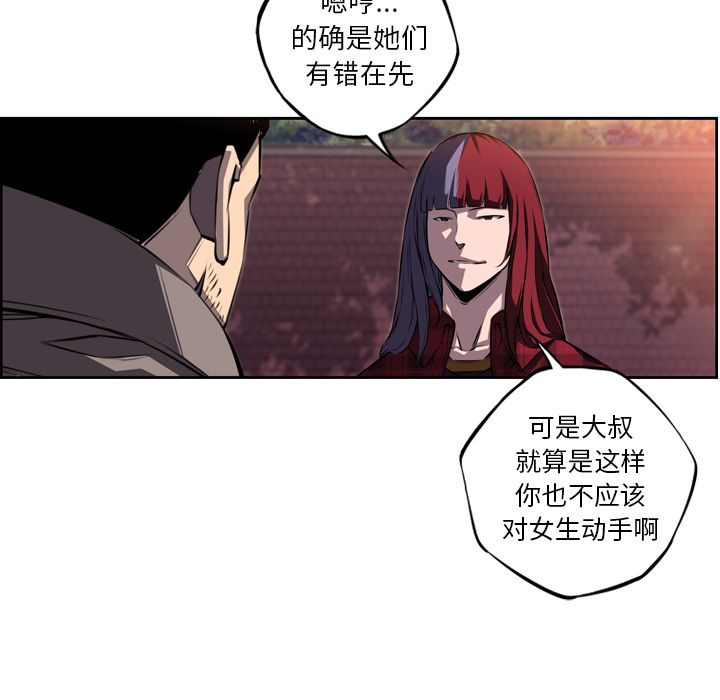 嗯哼...
的确是她们
有错在先
可是大叔
就算是这样
你也不应该
对女生动手啊